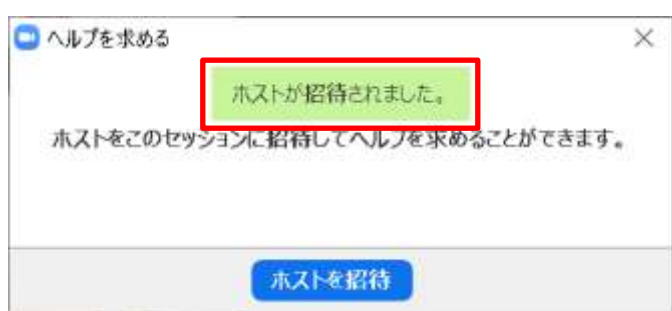 ヘルプを求める
ホストが招待されました。
ホストをこのセッションに招待してヘルプを求めることができます。
ホストを招待